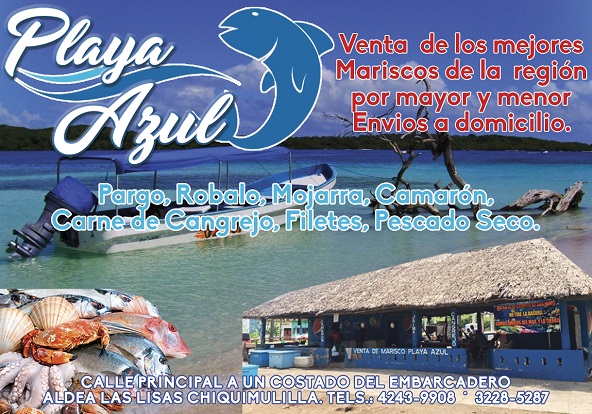 Playa
Azul
Venta de los mejores
Mariscos de la región
por mayor y menor
Envios a domicilio.
Pargo, Robalo, Mojarra, Camarón,
Carne de Cangrejo, Filetes, Pescado Seco.
VENTA DE MARISCO PLAYA AZUL
CALLE PRINCIPAL A UN COSTADO DEL EMBARCADERO
ALDEA LAS LISAS CHIQUIMULILLA. TELS.: 4243-9908 * 3228-5287